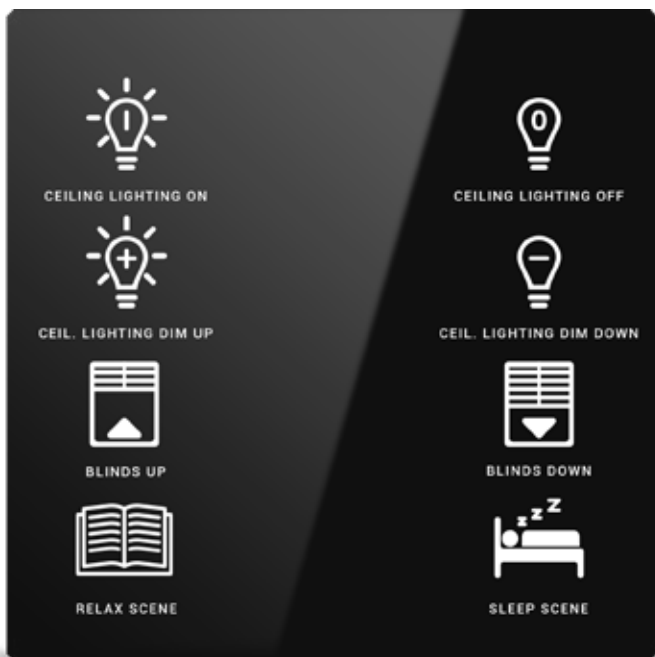 CEILING LIGHTING ON
CEILING LIGHTING OFF
CEIL. LIGHTING DIM UP
CEIL. LIGHTING DIM DOWN
BLINDS UP
BLINDS DOWN
RELAX SCENE
SLEEP SCENE